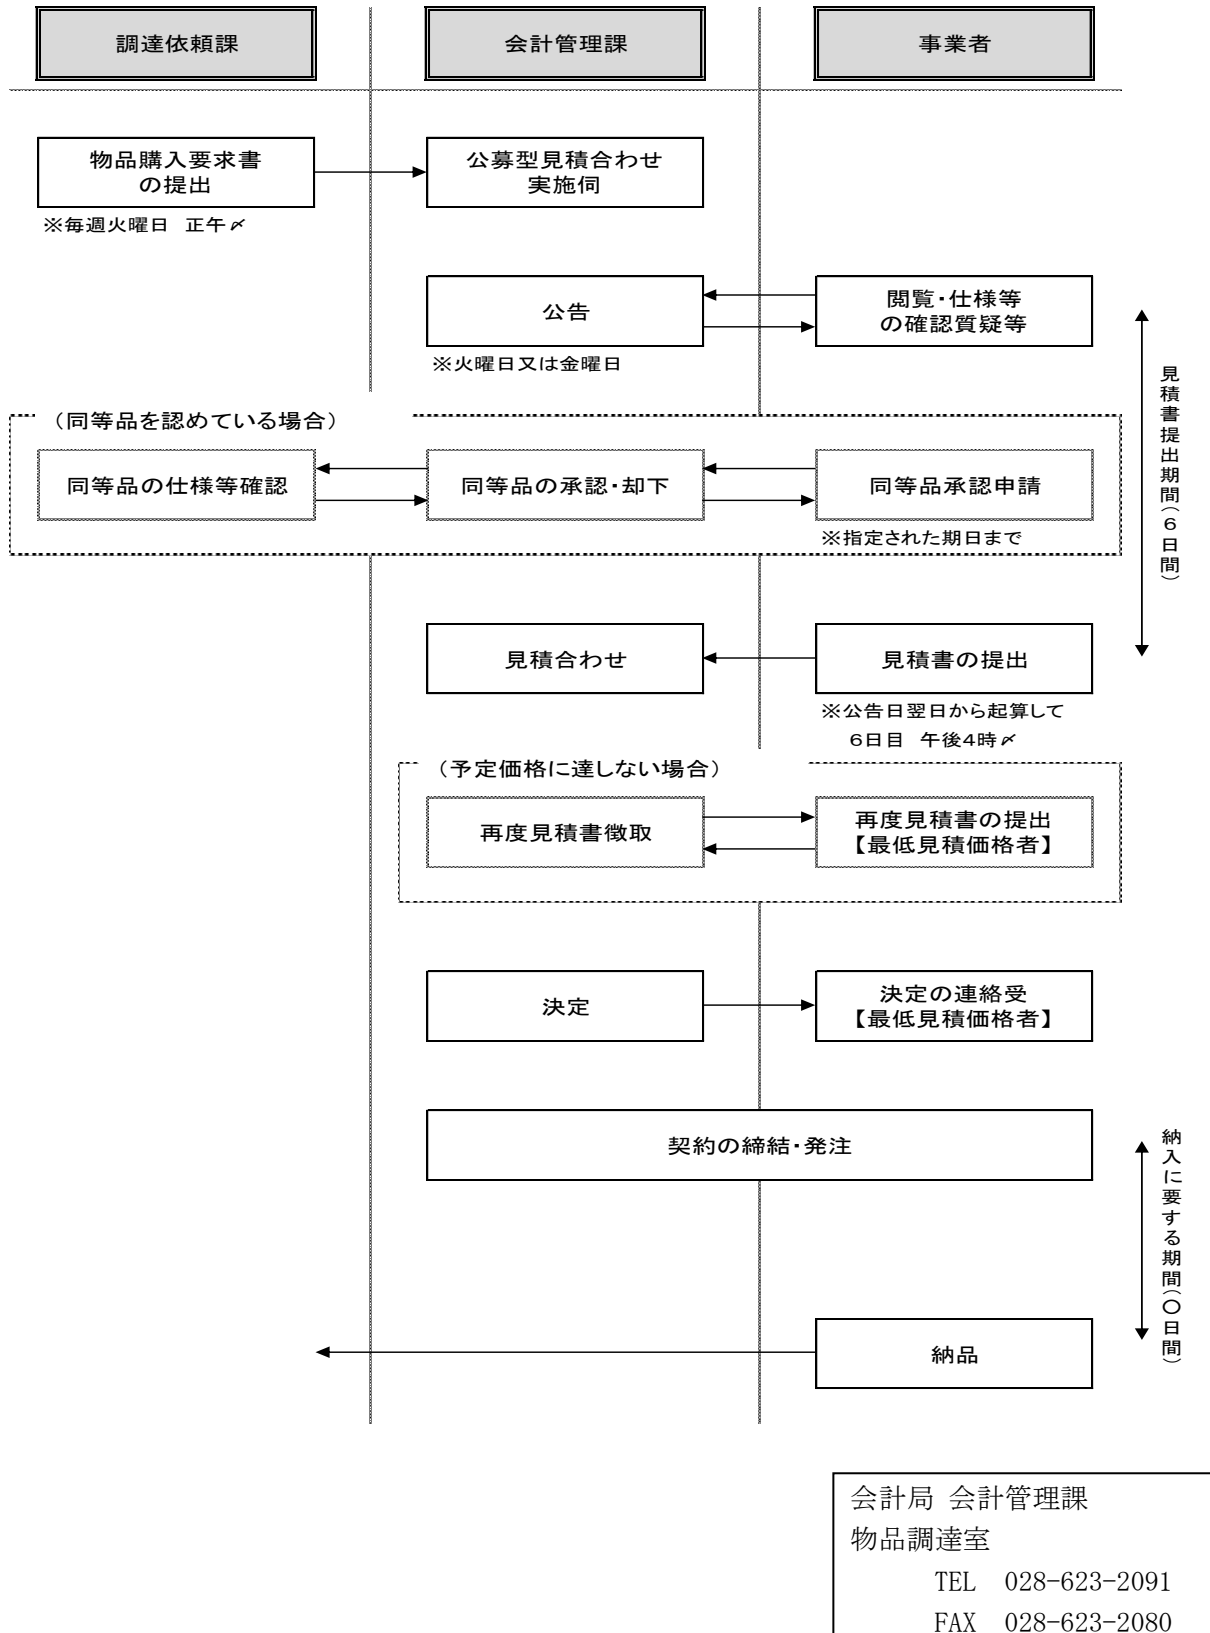 調達依頼課
会計管理課
事業者
物品購入要求書
の提出
公募型見積合わせ
実施伺
※毎週火曜日 正午〆
公告
閲覧・仕様等
の確認質疑等
※火曜日又は金曜日
見積書提出期間(6日間)
(同等品を認めている場合)
同等品の仕様等確認
同等品の承認・却下
同等品承認申請
※指定された期日まで
見積合わせ
見積書の提出
※公告日翌日から起算して
6日目 午後4時〆
(予定価格に達しない場合)
再度見積書徴取
再度見積書の提出
【最低見積価格者】
決定
決定の連絡受
【最低見積価格者】
契約の締結・発注
納入に要する期間(〇日間)
納品
会計局 会計管理課
物品調達室
TEL 028-623-2091
FAX 028-623-2080